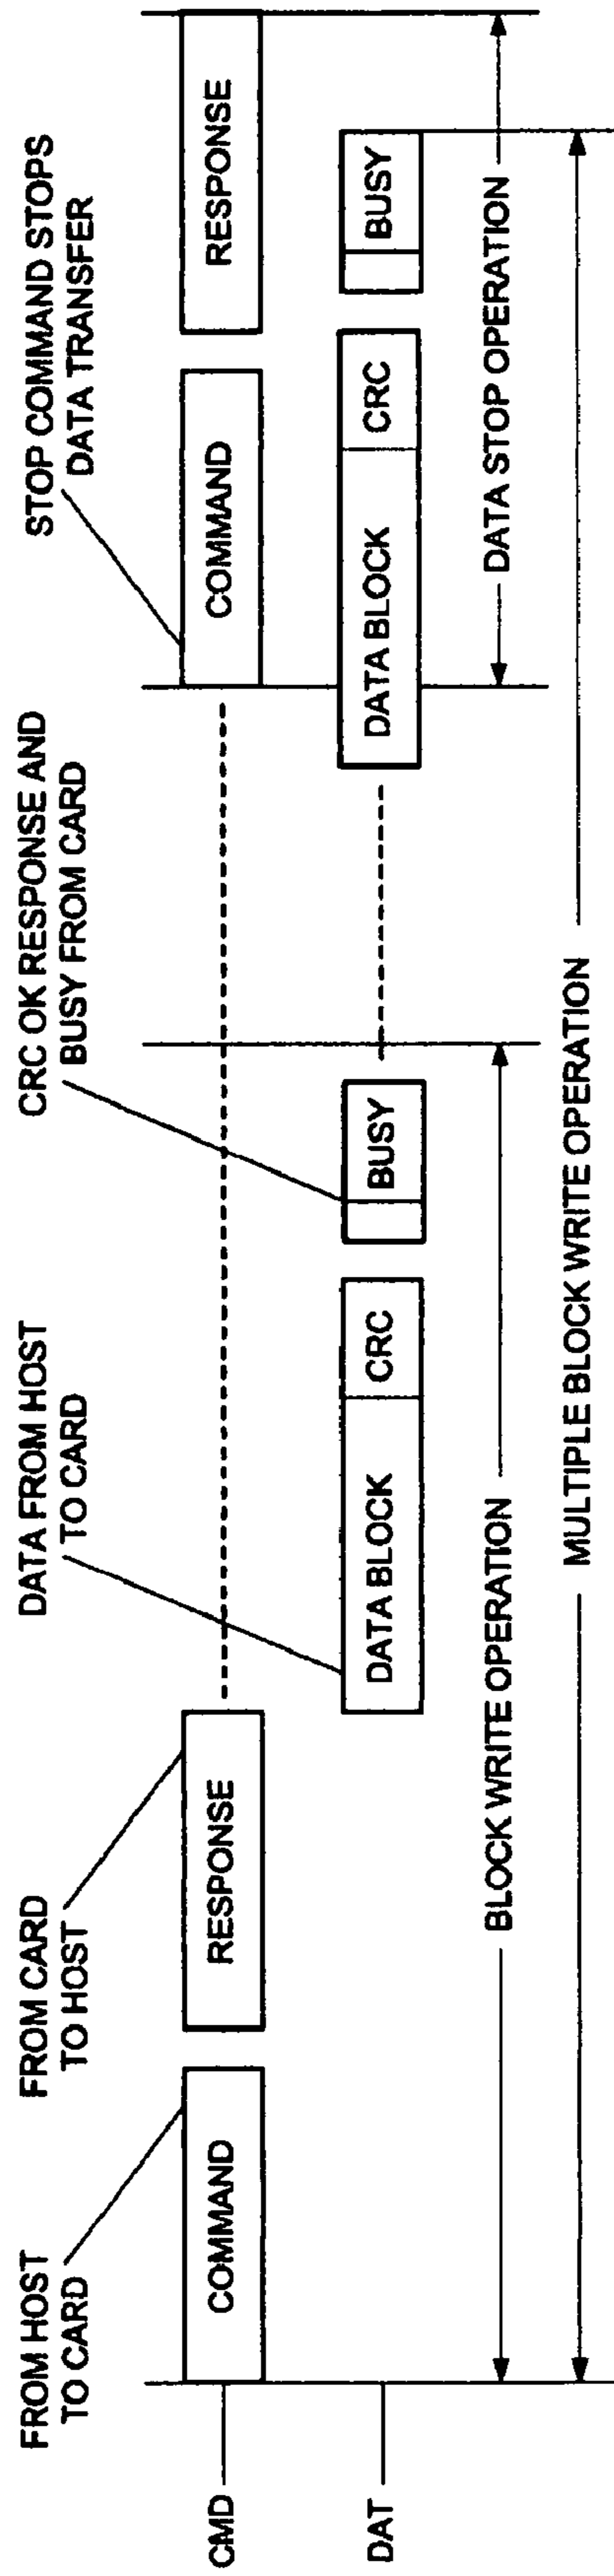 FROM HOST
TO CARD
FROM CARD
TO HOST
DATA FROM HOST
TO CARD
CRC OK RESPONSE AND
BUSY FROM CARD
STOP COMMAND STOPS
DATA TRANSFER
CMD
COMMAND
RESPONSE
COMMAND
RESPONSE
DAT
DATA BLOCK
CRC
BUSY
DATA BLOCK
CRC
BUSY
BLOCK WRITE OPERATION
DATA STOP OPERATION
MULTIPLE BLOCK WRITE OPERATION